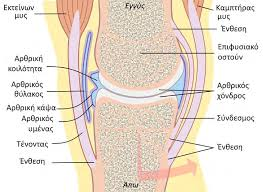 Εκτείνων
μυς
Εγγύς
Καμπτήρας
μυς
Ένθεση
Επιφυσιακό
οστούν
Αρθρική
κοιλότητα
Αρθρικός
θύλακος
Αρθρική κάψα
Αρθρικός
υμένας
Τένοντας
Ένθεση
Αρθρικός
χόνδρος
Σύνδεσμος
Ένθεση
Άπω